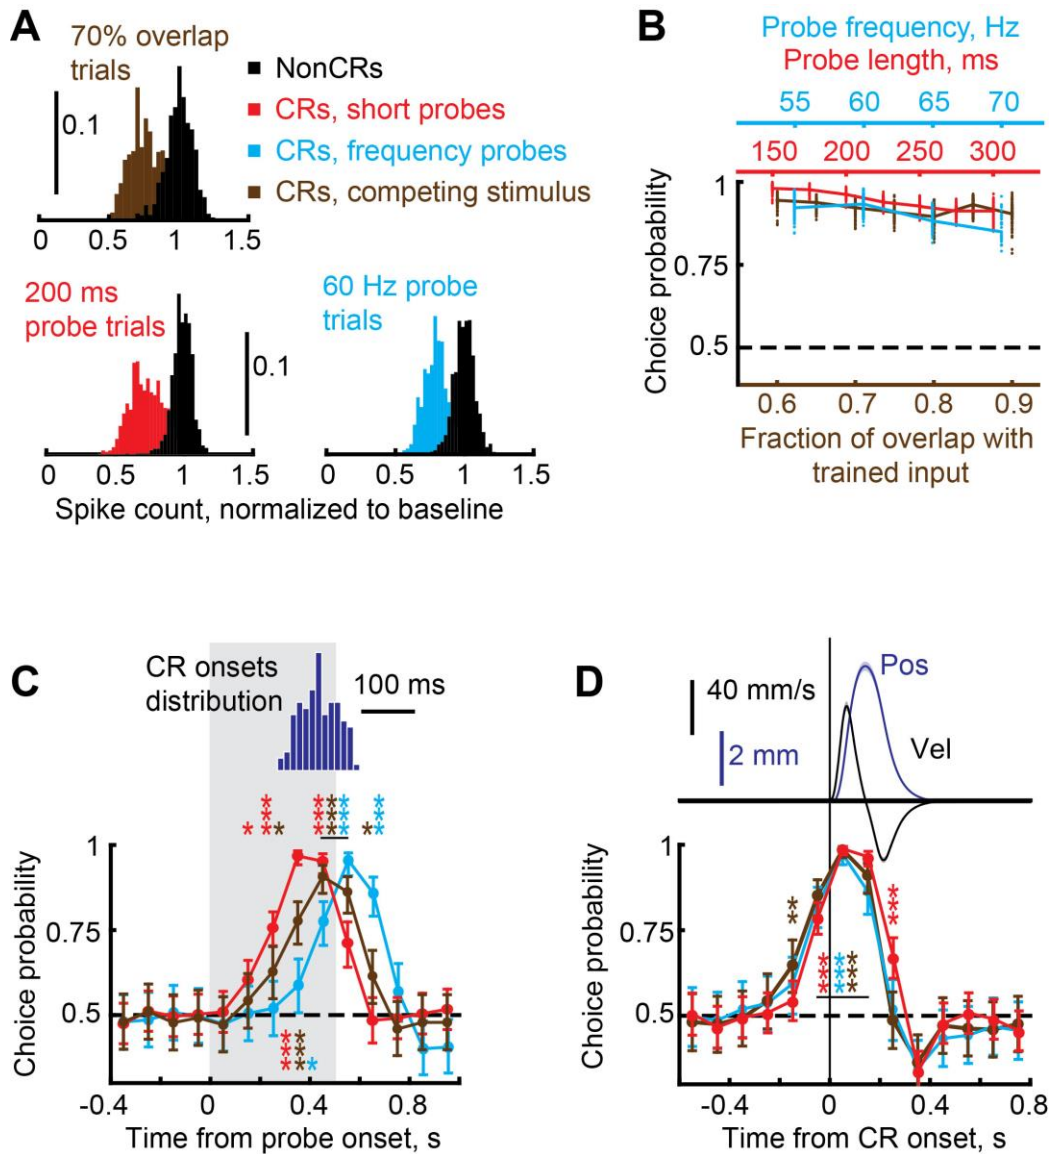 A
70% overlap
trials
0.1
NonCRs
CRs, short probes
CRs, frequency probes
CRs, competing stimulus
0 0.5 1 1.5
200 ms
probe trials
0.1
60 Hz probe
trials
0 0.5 1 1.5
0 0.5 1 1.5
Spike count, normalized to baseline
B
Probe frequency, Hz
Probe length, ms
55 60 65 70
150 200 250 300
1
0.75
0.5
Choice probability
0.6 0.7 0.8 0.9
Fraction of overlap with
trained input
C
CR onsets
distribution
100 ms
*** *** *** *** ***
* * *
1
0.75
0.5
Choice probability
*** *** *
-0.4 0 0.4 0.8
Time from probe onset, s
D
40 mm/s
2 mm
Pos
Vel
1
0.75
0.5
Choice probability
** ***
*** *** ***
-0.4 0 0.4 0.8
Time from CR onset, s